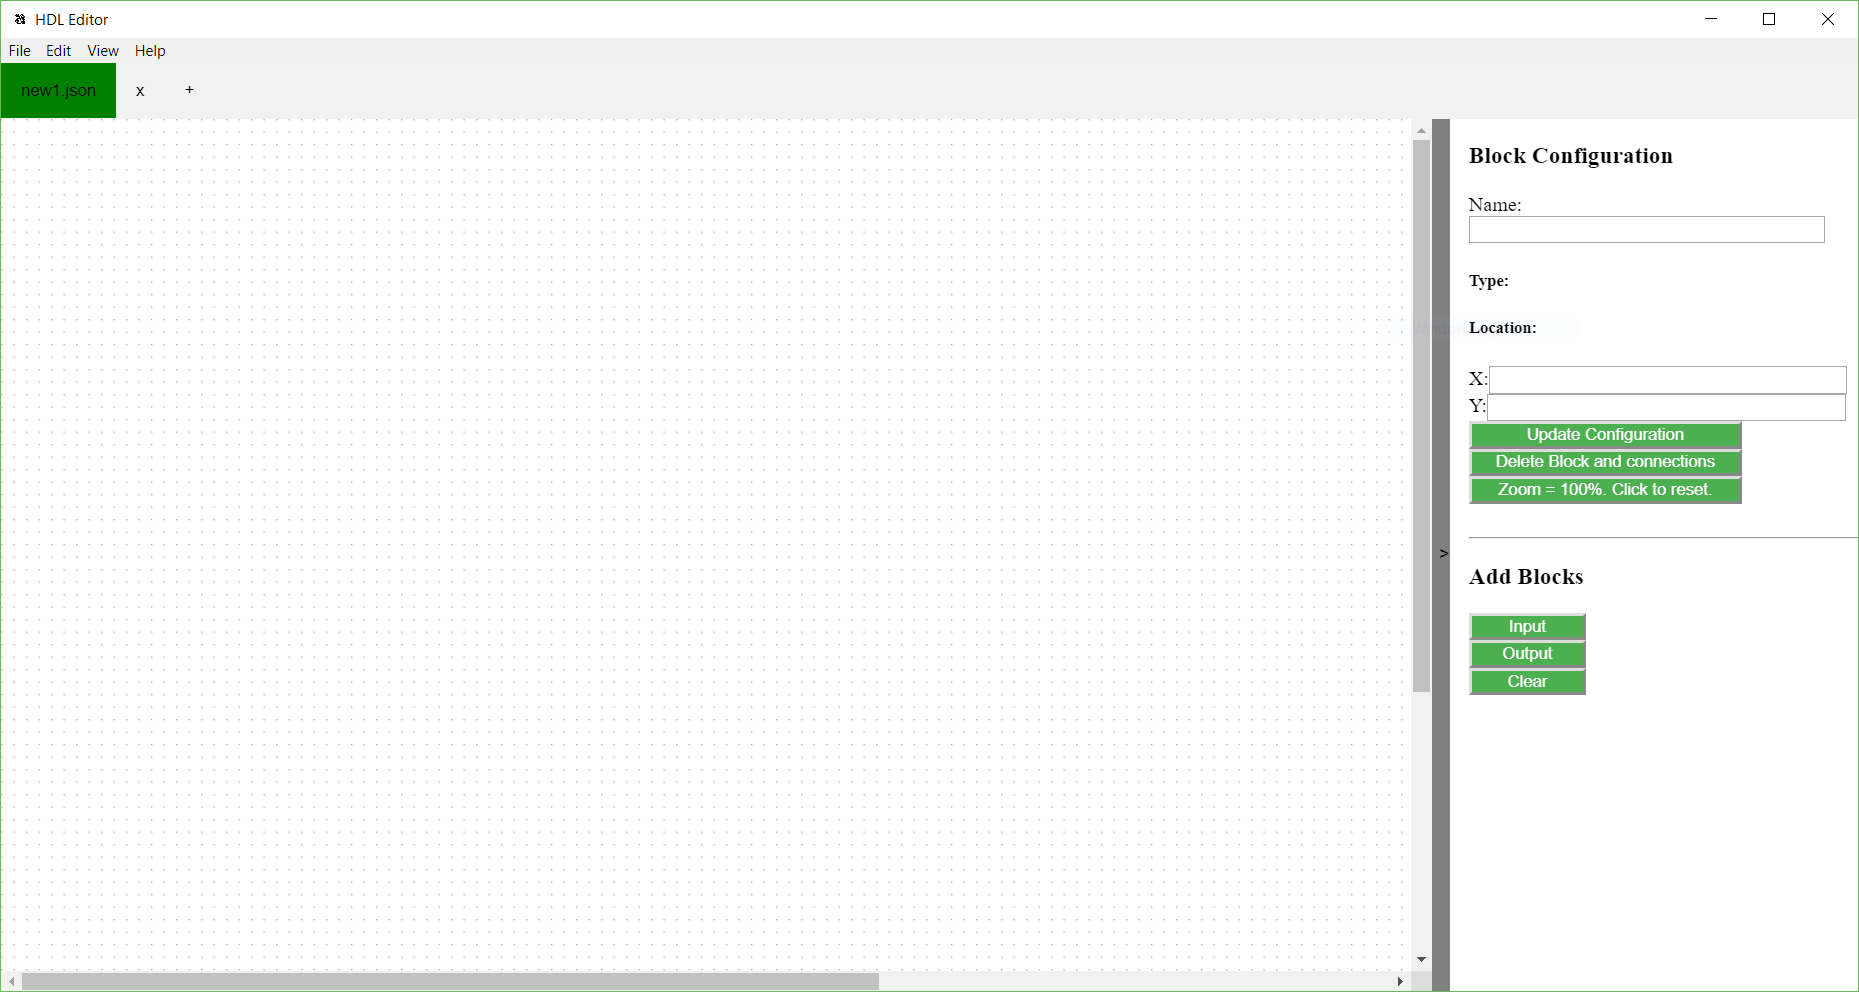 HDL Editor
File Edit View Help
new1.json x +
Block Configuration
Name:
Type:
Location:
X:
Y:
Update Configuration
Delete Block and connections
Zoom = 100%. Click to reset.
>
Add Blocks
Input
Output
Clear